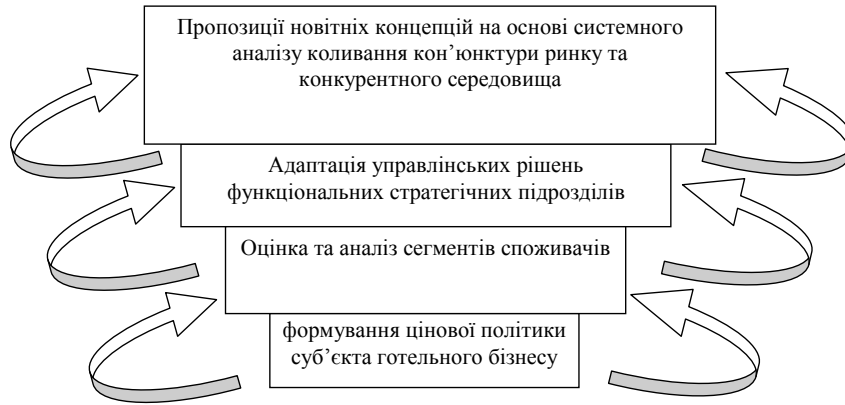 Пропозиції новітніх концепцій на основі системного
аналізу коливання кон’юнктури ринку та
конкурентного середовища
Адаптація управлінських рішень
функціональних стратегічних підрозділів
Оцінка та аналіз сегментів споживачів
формування цінової політики
суб’єкта готельного бізнесу